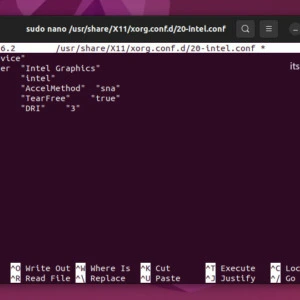 sudo nano /usr/share/X11/xorg.conf.d/20-intel.conf
6.2 /usr/share/X11/xorg.conf.d/20-intel.conf *
vice"
er "Intel Graphics"
"intel"
"AccelMethod" "sna"
"TearFree" "true"
"DRI" "3"
its
^O Write Out ^W Where Is ^K Cut ^T Execute ^C Loc
^R Read File ^\ Replace ^U Paste ^J Justify ^/ Go